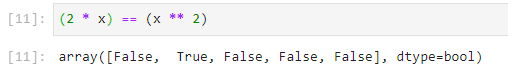 [11]: (2 * x) == (x ** 2)
[11]: array([False,  True, False, False, False], dtype=bool)